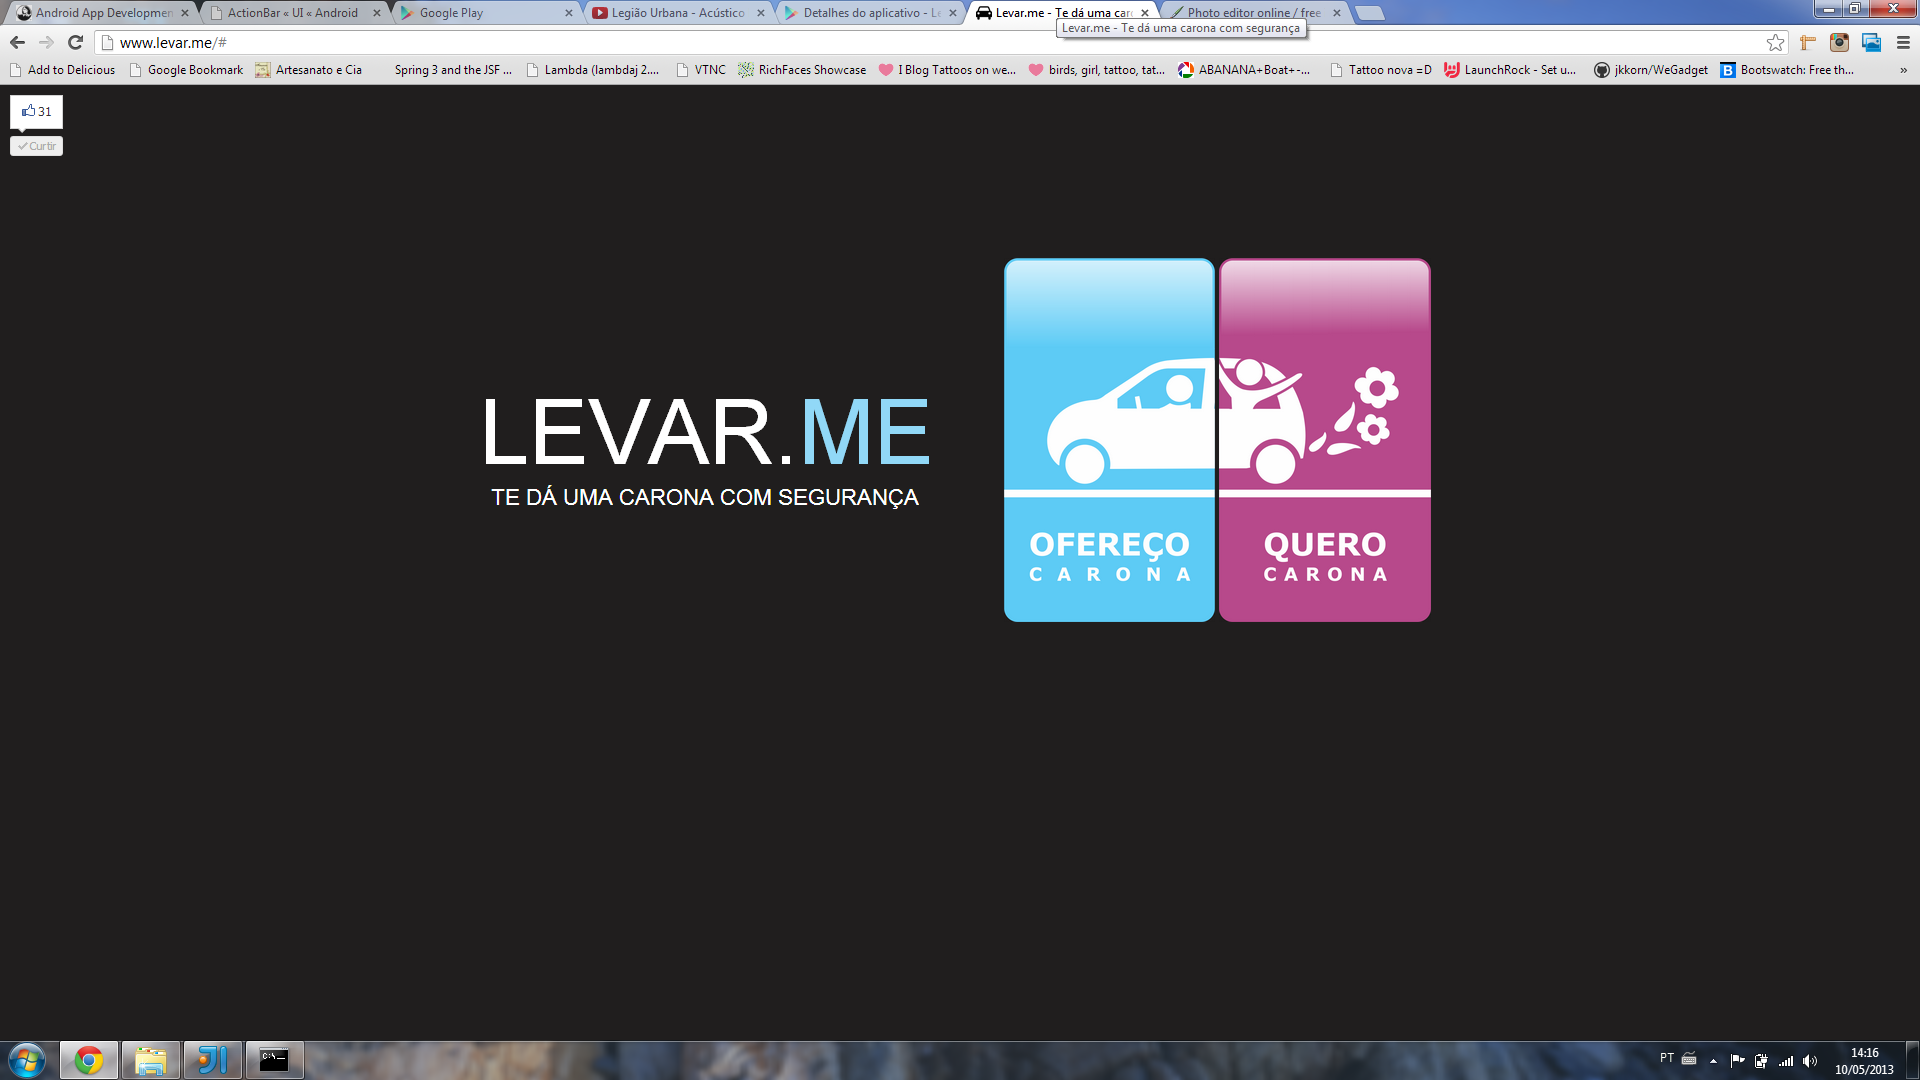 Android App Developmen
ActionBar « UI « Android
Google Play
Legião Urbana - Acústico
Detalhes do aplicativo - Le
Levar.me - Te dá uma car
Photo editor online / free
Levar.me - Te dá uma carona com segurança
www.levar.me/#
Add to Delicious
Google Bookmark
Artesanato e Cia
Spring 3 and the JSF ...
Lambda (lambdaj 2....
VTNC
RichFaces Showcase
I Blog Tattoos on we...
birds, girl, tattoo, tat...
ABANANA+Boat+-...
Tattoo nova =D
LaunchRock - Set u...
jkkorn/WeGadget
Bootswatch: Free th...
»
31
Curtir
LEVAR.ME
TE DÁ UMA CARONA COM SEGURANÇA
OFEREÇO
CARONA
QUERO
CARONA
C:\._
PT
14:16
10/05/2013